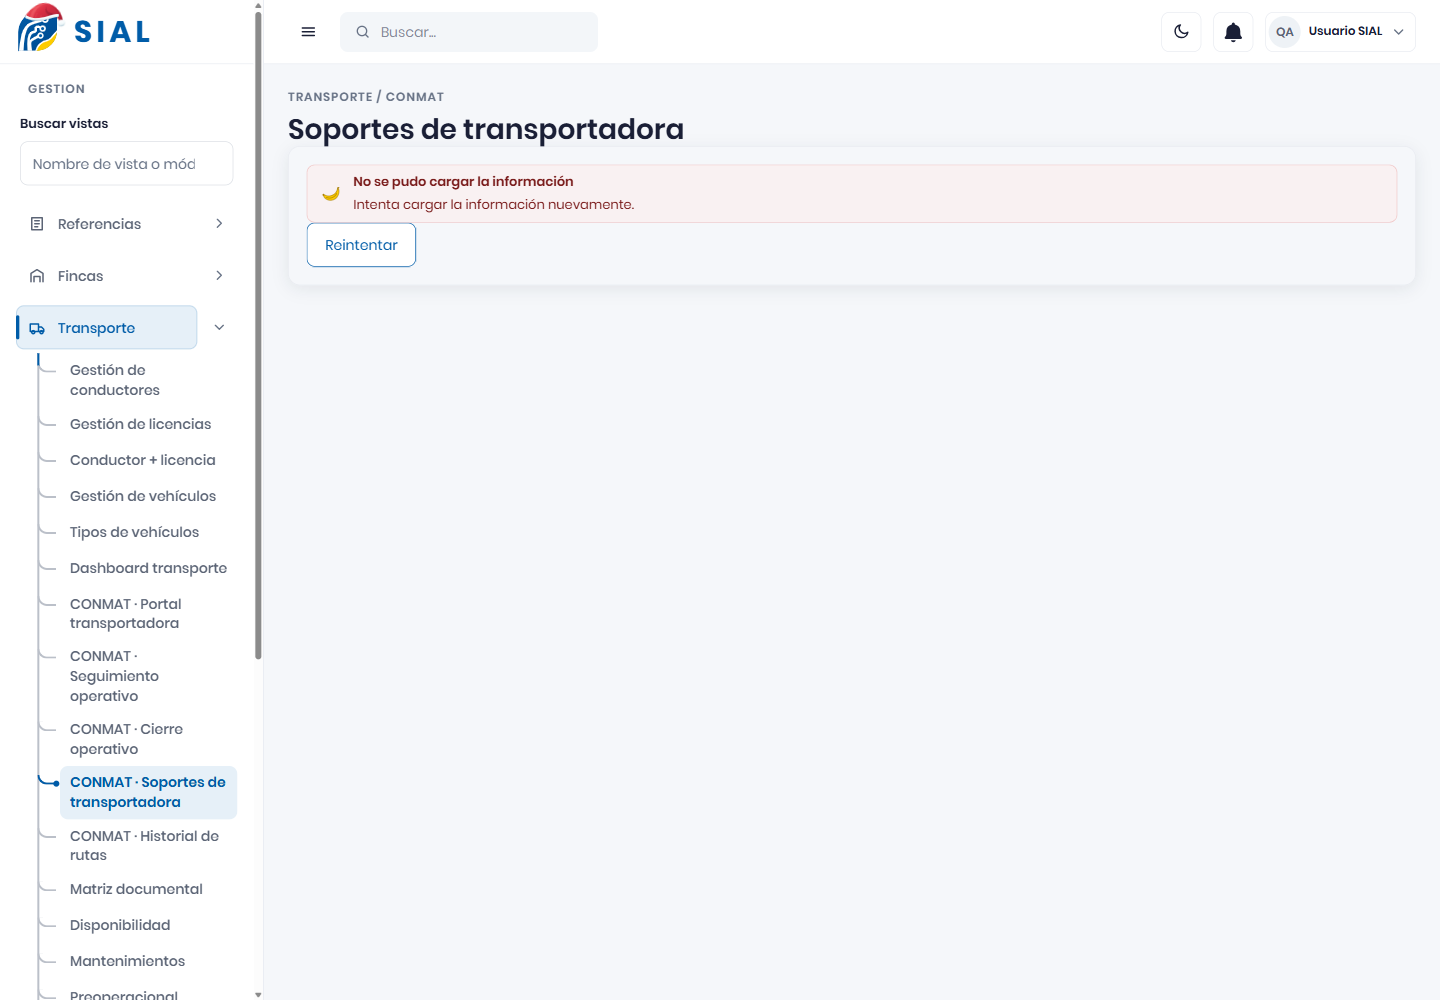 SIAL
Buscar...
QA
Usuario SIAL
GESTION
Buscar vistas
Nombre de vista o mód
Referencias
Fincas
Transporte
Gestión de
conductores
Gestión de licencias
Conductor + licencia
Gestión de vehículos
Tipos de vehículos
Dashboard transporte
CONMAT · Portal
transportadora
CONMAT ·
Seguimiento
operativo
CONMAT · Cierre
operativo
CONMAT · Soportes de
transportadora
CONMAT · Historial de
rutas
Matriz documental
Disponibilidad
Mantenimientos
Preoperacional
TRANSPORTE / CONMAT
Soportes de transportadora
No se pudo cargar la información
Intenta cargar la información nuevamente.
Reintentar